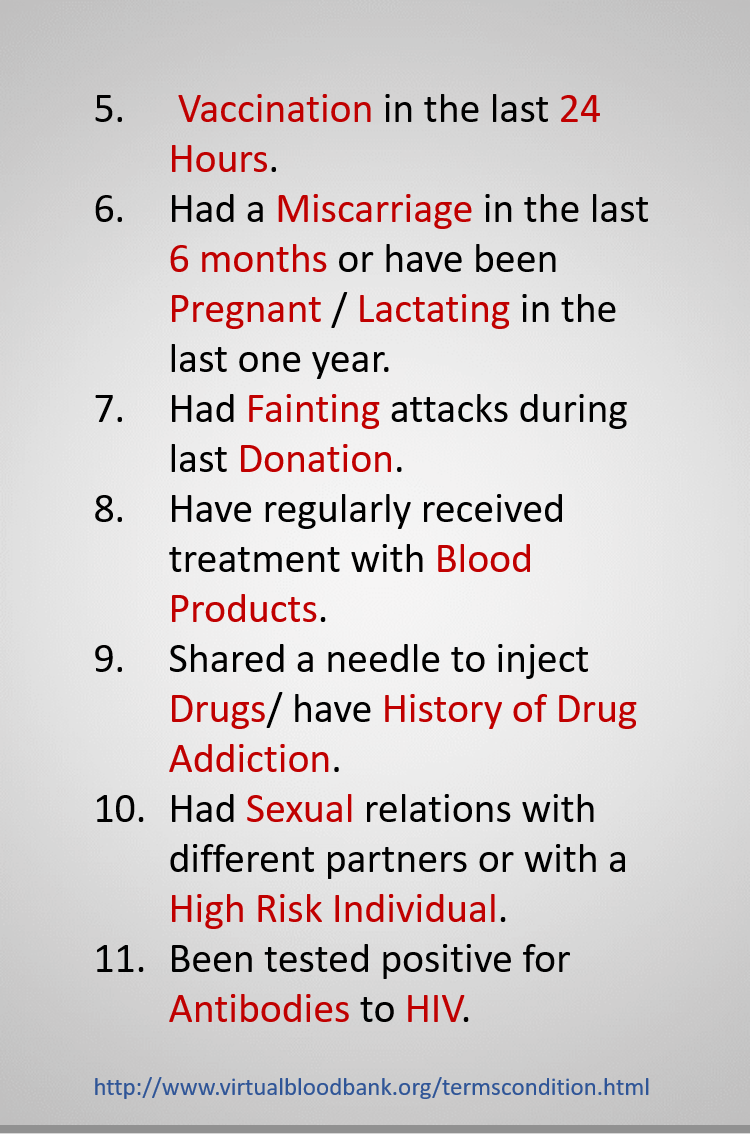 5. Vaccination in the last 24
Hours.
6. Had a Miscarriage in the last
6 months or have been
Pregnant / Lactating in the
last one year.
7. Had Fainting attacks during
last Donation.
8. Have regularly received
treatment with Blood
Products.
9. Shared a needle to inject
Drugs/ have History of Drug
Addiction.
10. Had Sexual relations with
different partners or with a
High Risk Individual.
11. Been tested positive for
Antibodies to HIV.
http://www.virtualbloodbank.org/termscondition.html